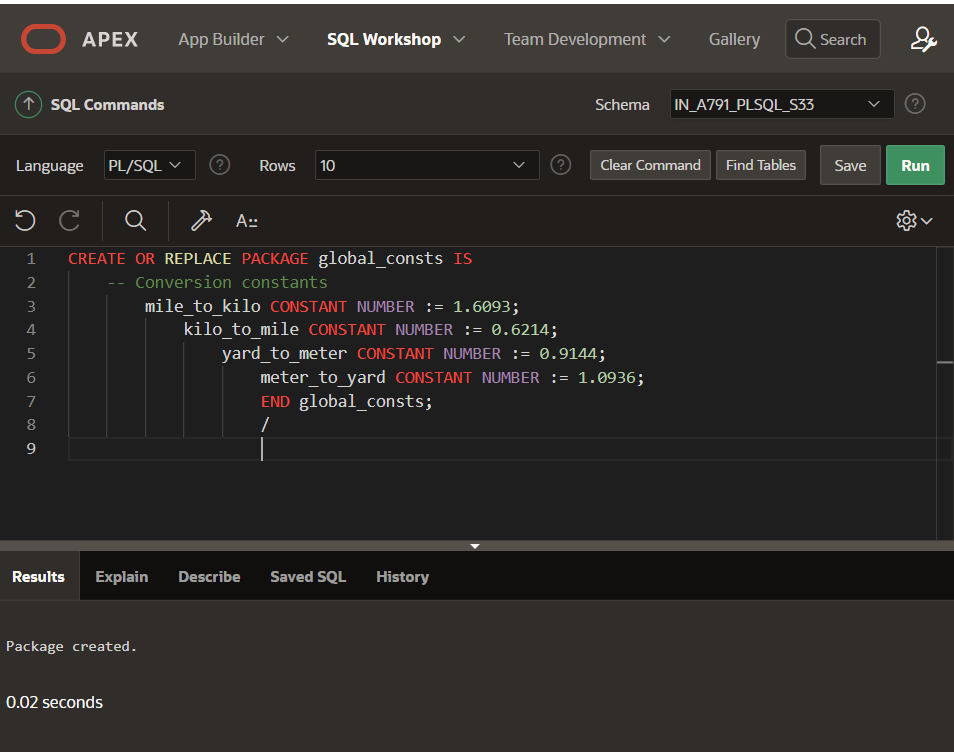 APEX App Builder SQL Workshop Team Development Gallery Search
SQL Commands Schema IN_A791_PLSQL_S33 ?
Language PL/SQL ? Rows 10 ? Clear Command Find Tables Save Run
A::
1 CREATE OR REPLACE PACKAGE global_consts IS
2 -- Conversion constants
3 mile_to_kilo CONSTANT NUMBER := 1.6093;
4 kilo_to_mile CONSTANT NUMBER := 0.6214;
5 yard_to_meter CONSTANT NUMBER := 0.9144;
6 meter_to_yard CONSTANT NUMBER := 1.0936;
7 END global_consts;
8 /
9
Results Explain Describe Saved SQL History
Package created.
0.02 seconds